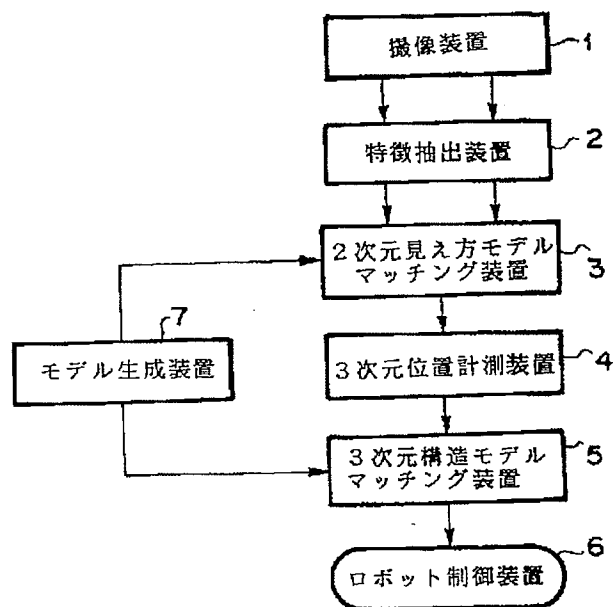 撮像装置
1
特徴抽出装置
2
2次元見え方モデル
マッチング装置
3
7
モデル生成装置
3次元位置計測装置
4
3次元構造モデル
マッチング装置
5
ロボット制御装置
6